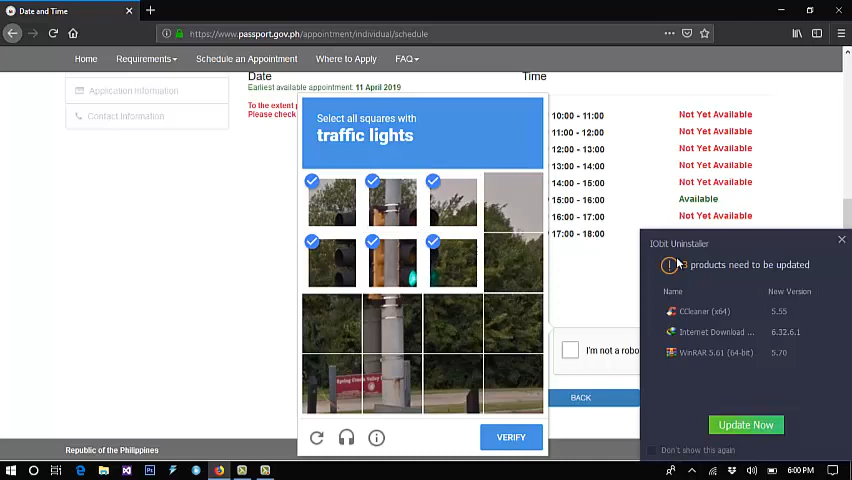 Date and Time
https://www.passport.gov.ph/appointment/individual/schedule
Home Requirements Schedule an Appointment Where to Apply FAQ
Application Information
Contact Information
Date Time
Earliest available appointment: 11 April 2019
To the extent p
Please check
Select all squares with
traffic lights
10:00 - 11:00 Not Yet Available
11:00 - 12:00 Not Yet Available
12:00 - 13:00 Not Yet Available
13:00 - 14:00 Not Yet Available
14:00 - 15:00 Not Yet Available
15:00 - 16:00 Available
16:00 - 17:00 Not Yet Available
17:00 - 18:00
Spring Creek Valley
I'm not a robo
BACK
VERIFY
IObit Uninstaller
3 products need to be updated
Name New Version
CCleaner (x64) 5.55
Internet Download ... 6.32.6.1
WinRAR 5.61 (64-bit) 5.70
Update Now
Don't show this again
Republic of the Philippines
6:00 PM